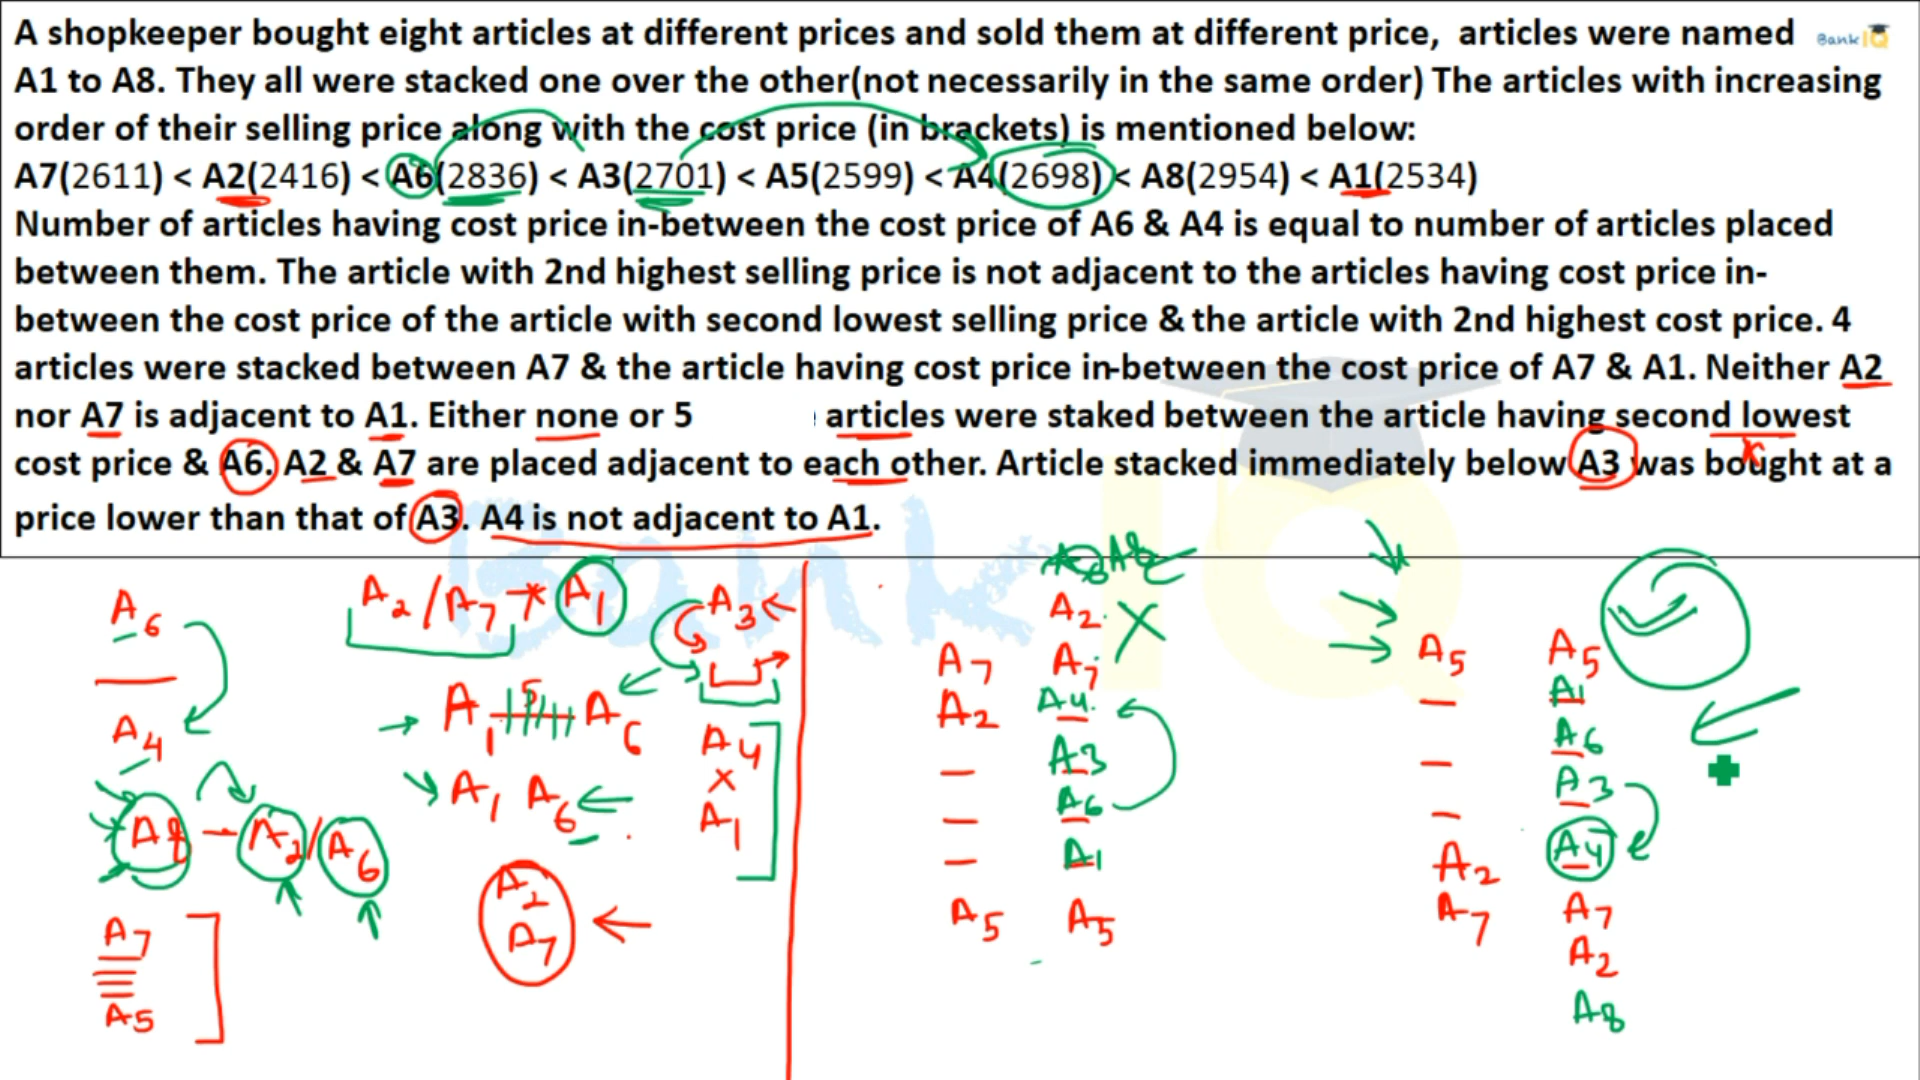 A shopkeeper bought eight articles at different prices and sold them at different price, articles were named
Bank IQ
A1 to A8. They all were stacked one over the other(not necessarily in the same order) The articles with increasing
order of their selling price along with the cost price (in brackets) is mentioned below:
A7(2611) < A2(2416) < A6(2836) < A3(2701) < A5(2599) < A4(2698) < A8(2954) < A1(2534)
Number of articles having cost price in-between the cost price of A6 & A4 is equal to number of articles placed
between them. The article with 2nd highest selling price is not adjacent to the articles having cost price in-
between the cost price of the article with second lowest selling price & the article with 2nd highest cost price. 4
articles were stacked between A7 & the article having cost price in-between the cost price of A7 & A1. Neither A2
nor A7 is adjacent to A1. Either none or 5 articles were staked between the article having second lowest
cost price & A6. A2 & A7 are placed adjacent to each other. Article stacked immediately below A3 was bought at a
price lower than that of A3. A4 is not adjacent to A1.
Bank IQ
A6
A4
A8 - A2/A6
A7
A5
A2/A7 * A1
A1 5 A6
A1 A6
A2
A7
A3
A4
x
A1
A7
A2
A5
A8
A2 X
A7
A4
A3
A6
A1
A5
A5
A2
A7
A5
A1
A6
A3
A4
A7
A2
A8